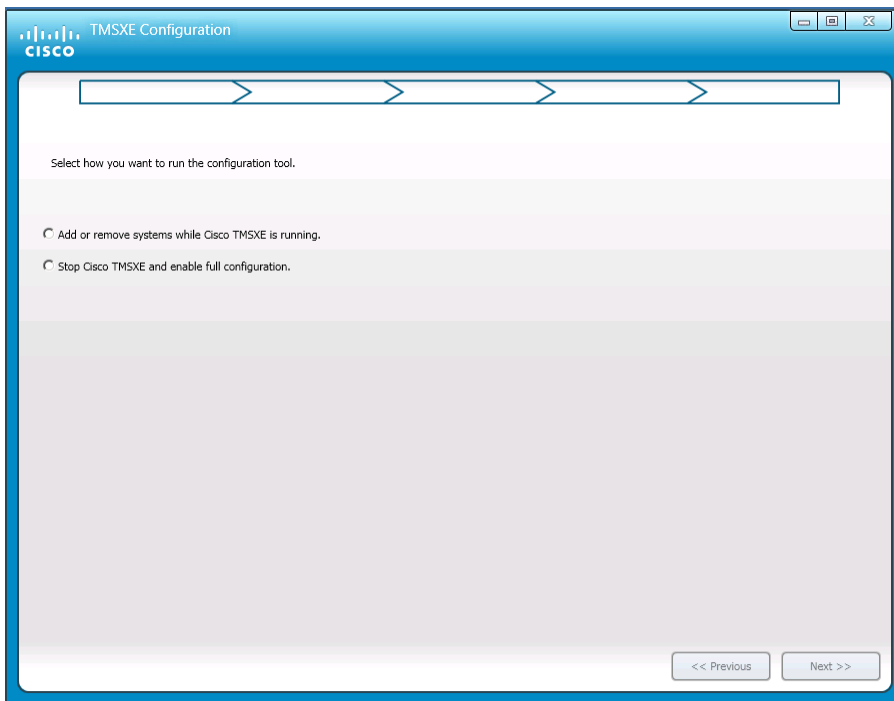 TMSXE Configuration
CISCO
Select how you want to run the configuration tool.
Add or remove systems while Cisco TMSXE is running.
Stop Cisco TMSXE and enable full configuration.
<< Previous
Next >>